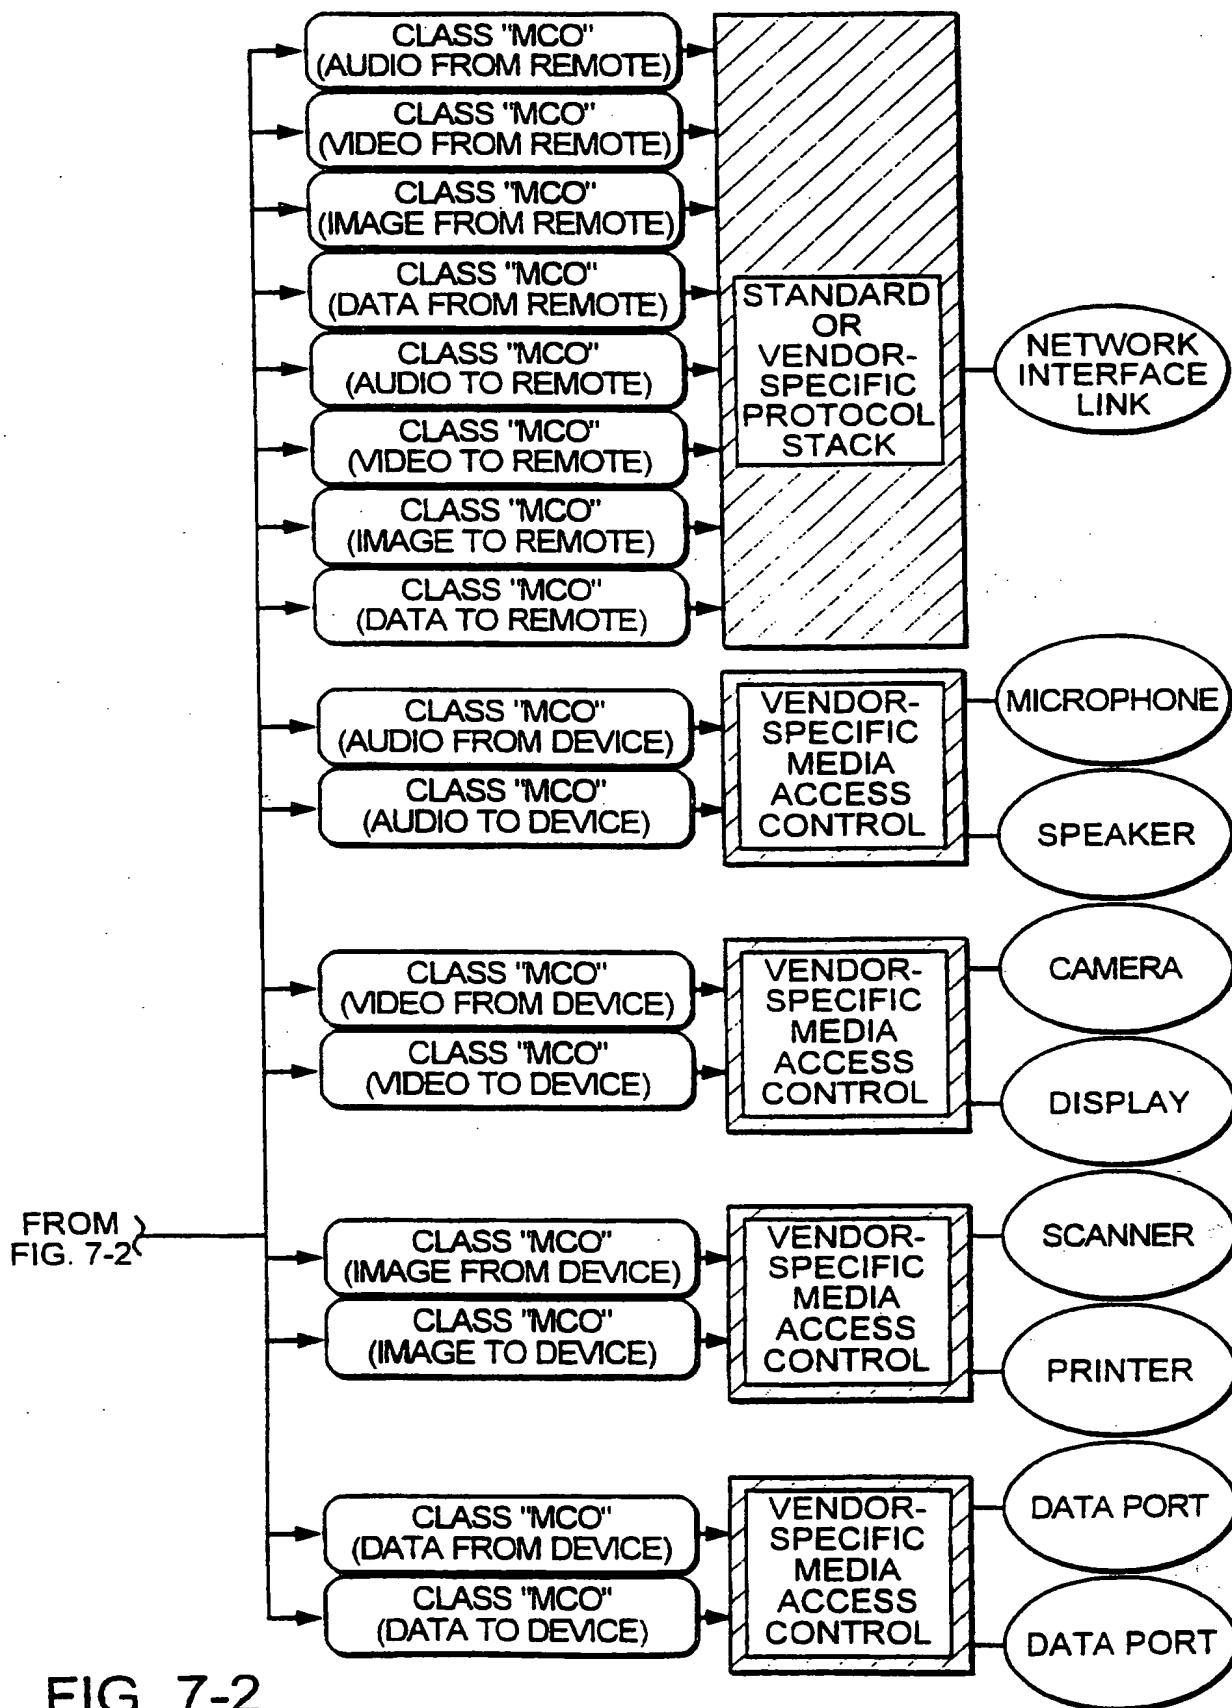 CLASS "MCO"
(AUDIO FROM REMOTE)
CLASS "MCO"
(VIDEO FROM REMOTE)
CLASS "MCO"
(IMAGE FROM REMOTE)
CLASS "MCO"
(DATA FROM REMOTE)
CLASS "MCO"
(AUDIO TO REMOTE)
CLASS "MCO"
(VIDEO TO REMOTE)
CLASS "MCO"
(IMAGE TO REMOTE)
CLASS "MCO"
(DATA TO REMOTE)
STANDARD
OR
VENDOR-
SPECIFIC
PROTOCOL
STACK
NETWORK
INTERFACE
LINK
CLASS "MCO"
(AUDIO FROM DEVICE)
CLASS "MCO"
(AUDIO TO DEVICE)
VENDOR-
SPECIFIC
MEDIA
ACCESS
CONTROL
MICROPHONE
SPEAKER
CLASS "MCO"
(VIDEO FROM DEVICE)
CLASS "MCO"
(VIDEO TO DEVICE)
VENDOR-
SPECIFIC
MEDIA
ACCESS
CONTROL
CAMERA
DISPLAY
FROM
FIG. 7-2
CLASS "MCO"
(IMAGE FROM DEVICE)
CLASS "MCO"
(IMAGE TO DEVICE)
VENDOR-
SPECIFIC
MEDIA
ACCESS
CONTROL
SCANNER
PRINTER
CLASS "MCO"
(DATA FROM DEVICE)
CLASS "MCO"
(DATA TO DEVICE)
VENDOR-
SPECIFIC
MEDIA
ACCESS
CONTROL
DATA PORT
DATA PORT
FIG. 7-2